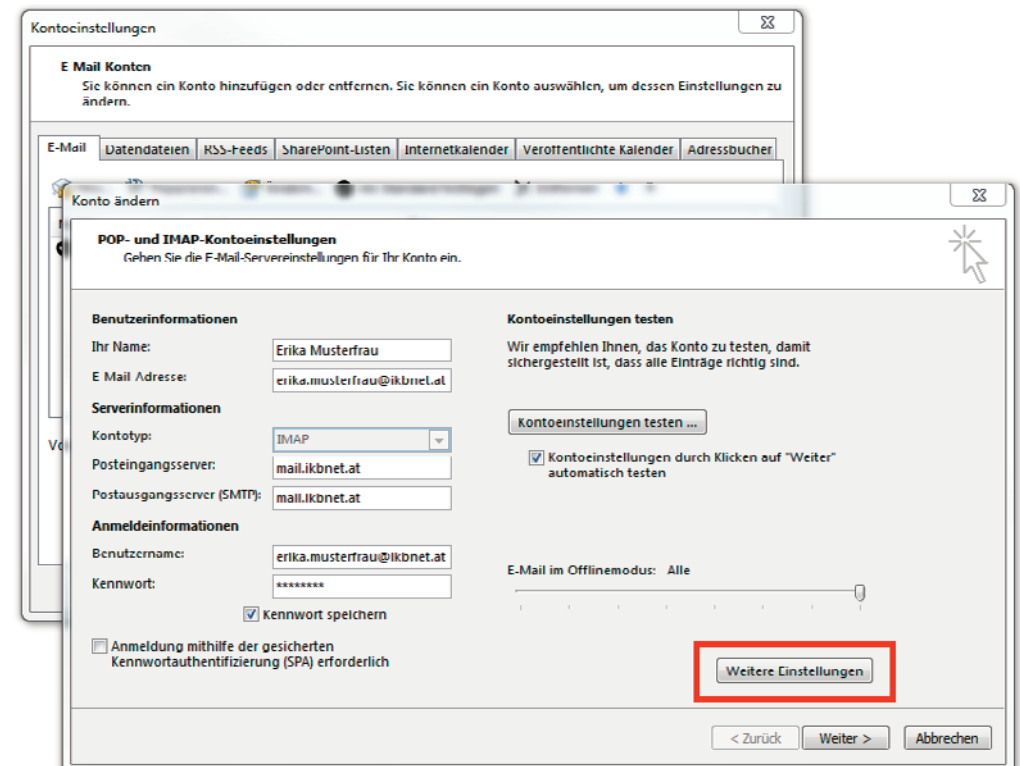 Kontoeinstellungen
E Mail Konten
Sie können ein Konto hinzufügen oder entfernen. Sie können ein Konto auswählen, um dessen Einstellungen zu
ändern.
E-Mail Datendateien RSS-Feeds SharePoint-Listen Internetkalender Veröffentlichte Kalender Adressbücher
Konto ändern
POP- und IMAP-Kontoeinstellungen
Geben Sie die E-Mail-Servereinstellungen für Ihr Konto ein.
Benutzerinformationen
Ihr Name: Erika Musterfrau
E Mail Adresse: erika.musterfrau@ikbnet.at
Serverinformationen
Kontotyp: IMAP
Posteingangsserver: mail.ikbnet.at
Postausgangsserver (SMTP): mail.ikbnet.at
Anmeldeinformationen
Benutzername: erika.musterfrau@ikbnet.at
Kennwort: ********
Kennwort speichern
Anmeldung mithilfe der gesicherten
Kennwortauthentifizierung (SPA) erforderlich
Kontoeinstellungen testen
Wir empfehlen Ihnen, das Konto zu testen, damit
sichergestellt ist, dass alle Einträge richtig sind.
Kontoeinstellungen testen ...
Kontoeinstellungen durch Klicken auf "Weiter"
automatisch testen
E-Mail im Offlinemodus: Alle
Weitere Einstellungen
< Zurück Weiter > Abbrechen